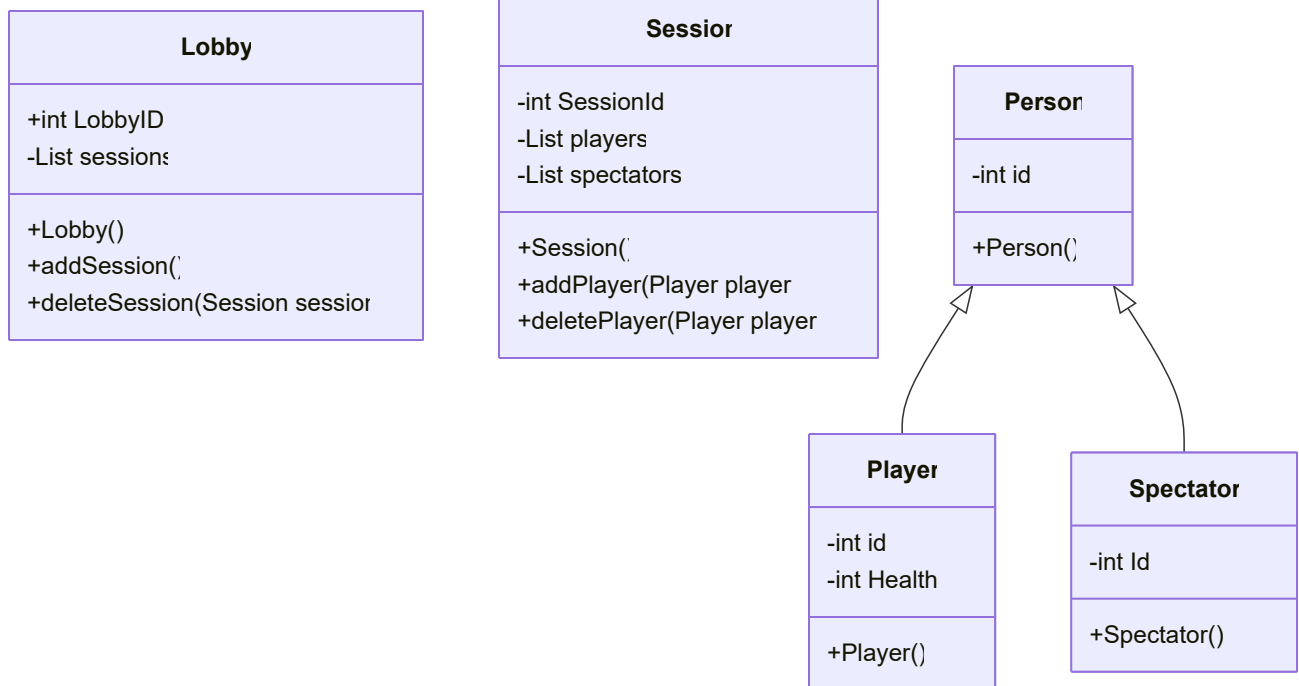 Lobby
+int LobbyID
-List sessions
+Lobby()
+addSession()
+deleteSession(Session session
Session
-int SessionId
-List players
-List spectators
+Session()
+addPlayer(Player player
+deletePlayer(Player player
Person
-int id
+Person()
Player
-int id
-int Health
+Player()
Spectator
-int Id
+Spectator()